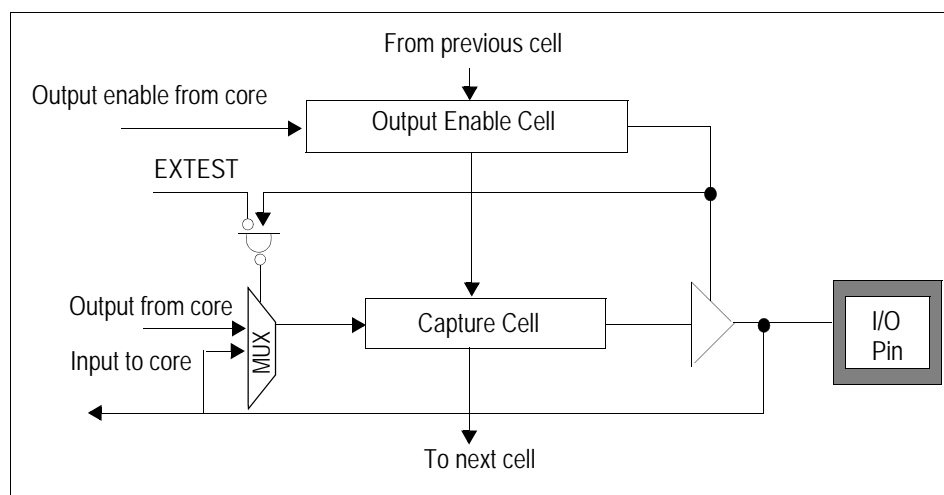 From previous cell
Output enable from core
Output Enable Cell
EXTEST
Output from core
Input to core
MUX
Capture Cell
I/O
Pin
To next cell